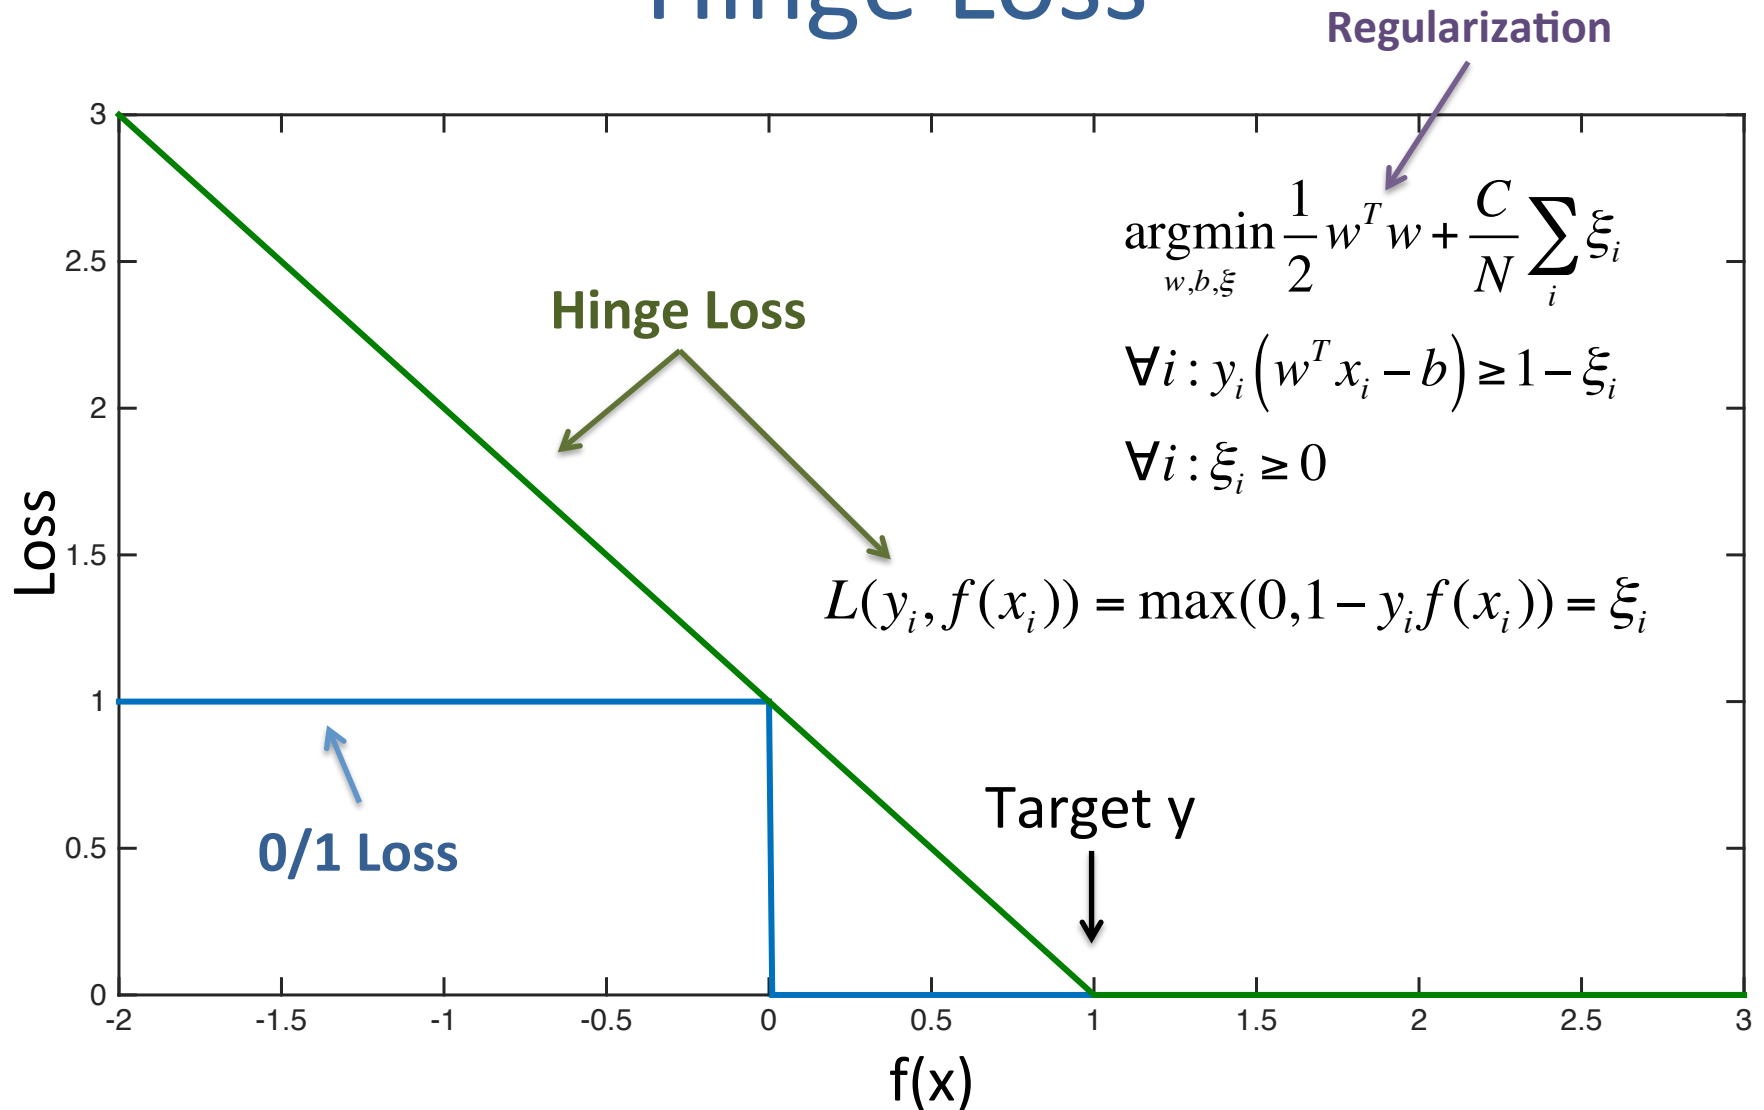 Hinge Loss
Regularization
argmin 1/2 w^T w + C/N ∑ ξ_i
w,b,ξ i
∀i : y_i (w^T x_i − b) ≥ 1 − ξ_i
∀i : ξ_i ≥ 0
Hinge Loss
L(y_i, f(x_i)) = max(0,1 − y_i f(x_i)) = ξ_i
0/1 Loss
Target y
Loss
3
2.5
2
1.5
1
0.5
0
-2 -1.5 -1 -0.5 0 0.5 1 1.5 2 2.5 3
f(x)